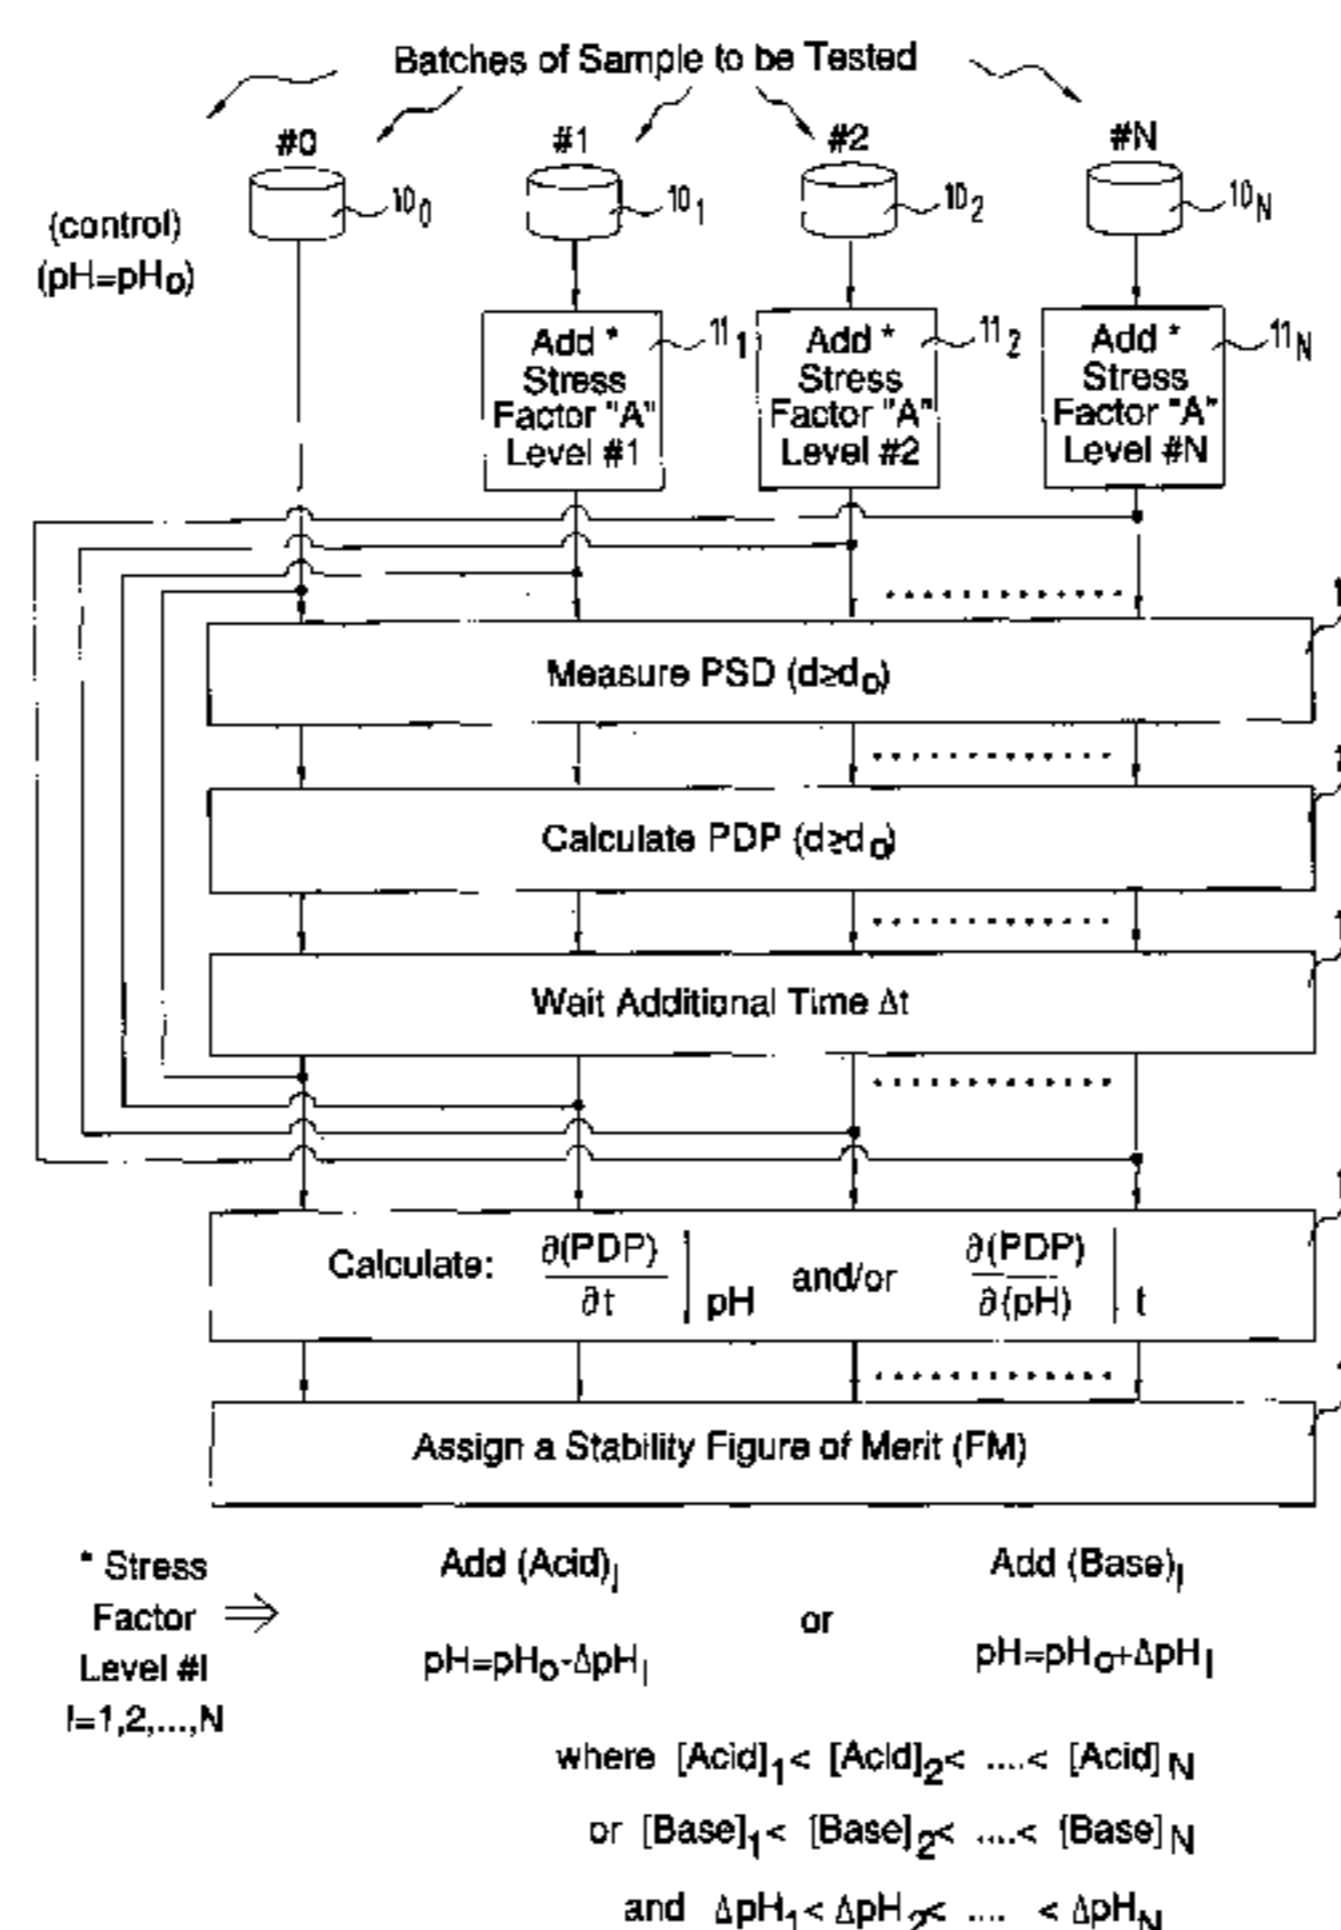 Batches of Sample to be Tested
#0 #1 #2 #N
10₀ 10₁ 10₂ 10N
(control)
(pH=pH₀)
11₁ 11₂ 11N
Add * Add * Add *
Stress Stress Stress
Factor "A" Factor "A" Factor "A"
Level #1 Level #2 Level #N
Measure PSD (d≥d₀)
Calculate PDP (d≥d₀)
Wait Additional Time Δt
Calculate: ∂(PDP)/∂t | pH and/or ∂(PDP)/∂(pH) | t
Assign a Stability Figure of Merit (FM)
* Stress
Factor ⇒
Level #I
I=1,2,...,N
Add (Acid)I or Add (Base)I
pH=pH₀-ΔpHI pH=pH₀+ΔpHI
where [Acid]₁< [Acid]₂< ....< [Acid]N
or [Base]₁< [Base]₂< ....< [Base]N
and ΔpH₁< ΔpH₂< .... < ΔpHN